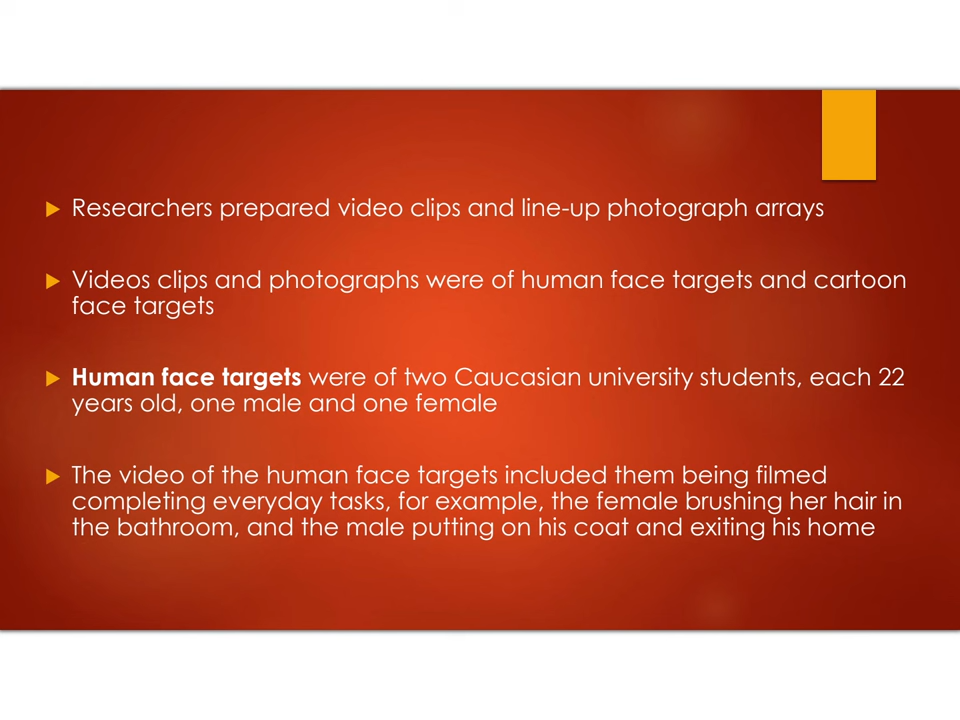 Researchers prepared video clips and line-up photograph arrays
Videos clips and photographs were of human face targets and cartoon
face targets
Human face targets were of two Caucasian university students, each 22
years old, one male and one female
The video of the human face targets included them being filmed
completing everyday tasks, for example, the female brushing her hair in
the bathroom, and the male putting on his coat and exiting his home